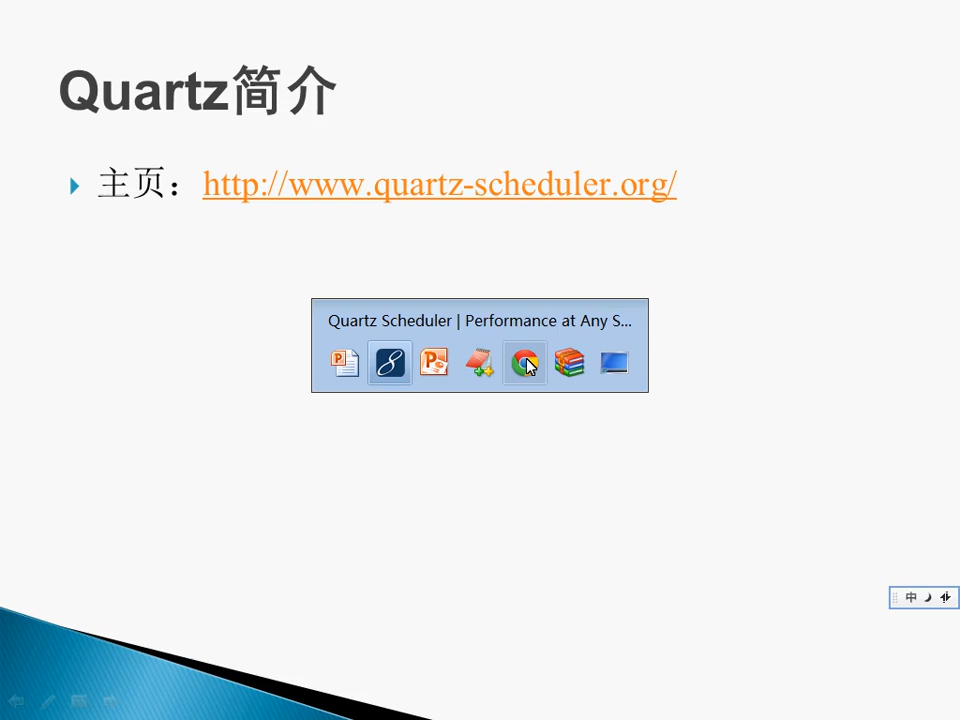 Quartz简介
主页：http://www.quartz-scheduler.org/
Quartz Scheduler | Performance at Any S...
中